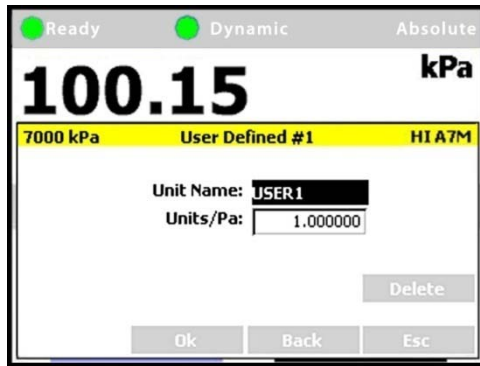 Ready Dynamic Absolute
100.15 kPa
7000 kPa User Defined #1 HI A7M
Unit Name: USER1
Units/Pa: 1.000000
Delete
Ok Back Esc